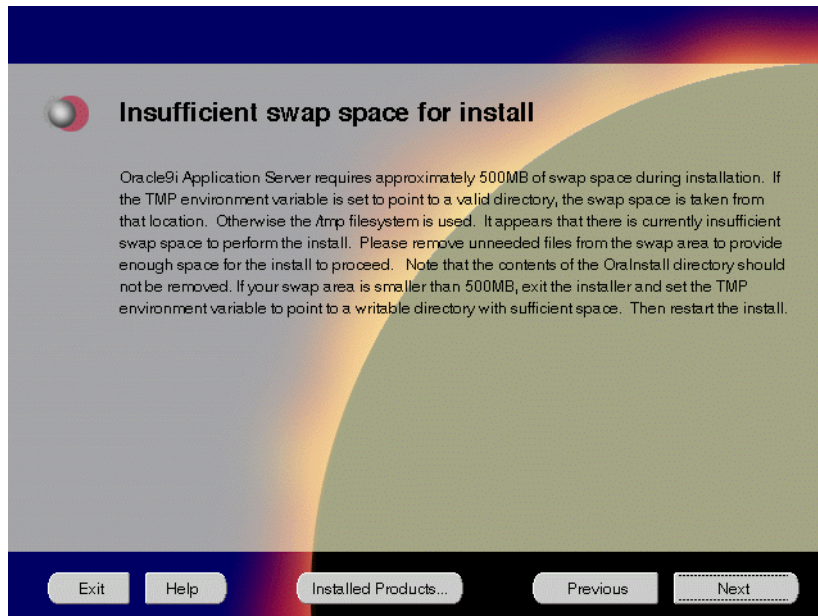 Insufficient swap space for install
Oracle9i Application Server requires approximately 500MB of swap space during installation. If
the TMP environment variable is set to point to a valid directory, the swap space is taken from
that location. Otherwise the /tmp filesystem is used. It appears that there is currently insufficient
swap space to perform the install. Please remove unneeded files from the swap area to provide
enough space for the install to proceed. Note that the contents of the OraInstall directory should
not be removed. If your swap area is smaller than 500MB, exit the installer and set the TMP
environment variable to point to a writable directory with sufficient space. Then restart the install.
Exit Help Installed Products... Previous Next